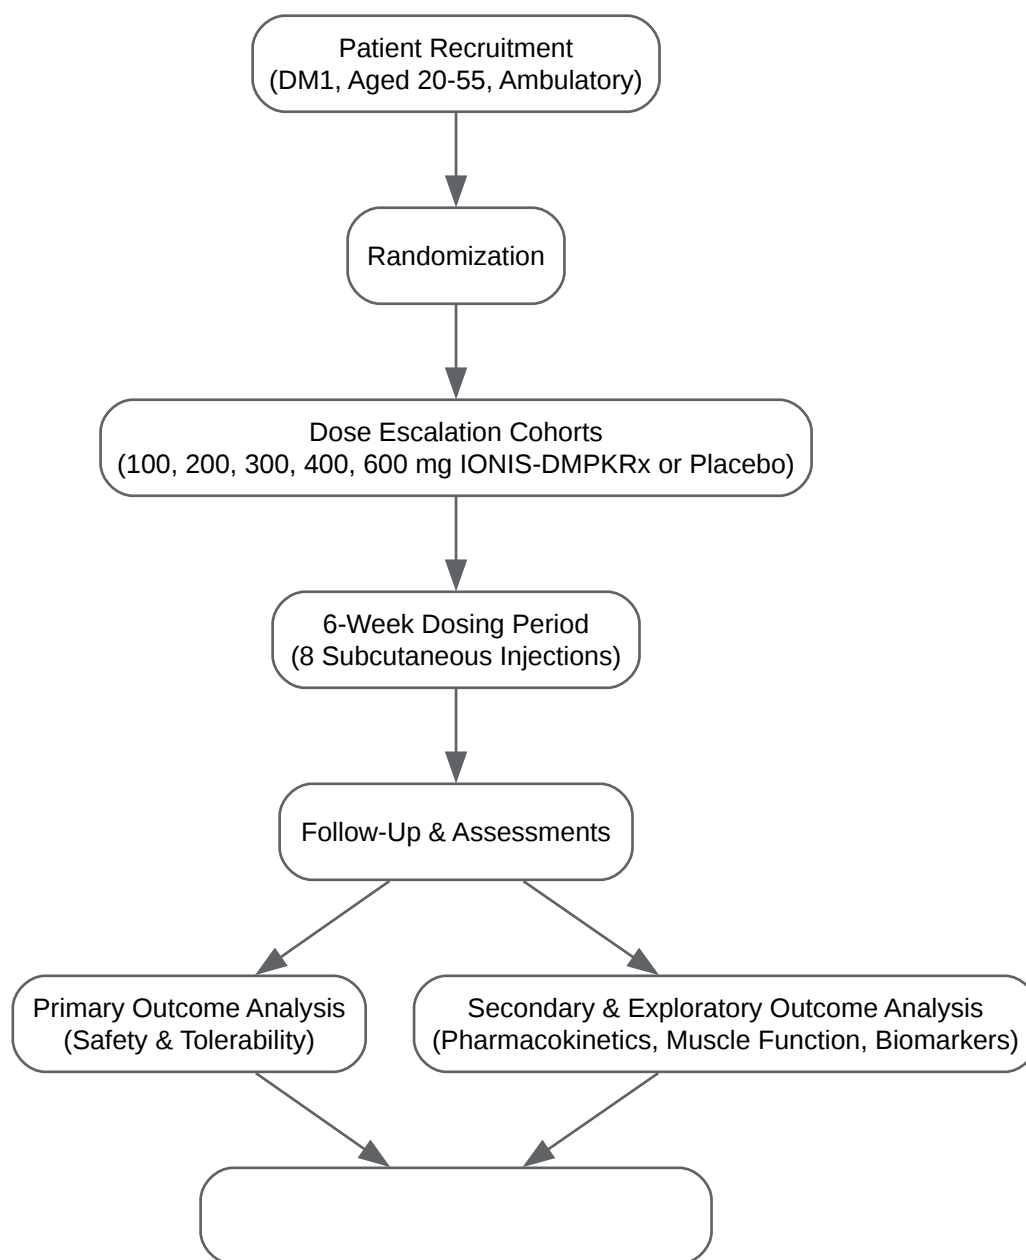 Patient Recruitment
(DM1, Aged 20-55, Ambulatory)
Randomization
Dose Escalation Cohorts
(100, 200, 300, 400, 600 mg IONIS-DMPKRx or Placebo)
6-Week Dosing Period
(8 Subcutaneous Injections)
Follow-Up & Assessments
Primary Outcome Analysis
(Safety & Tolerability)
Secondary & Exploratory Outcome Analysis
(Pharmacokinetics, Muscle Function, Biomarkers)